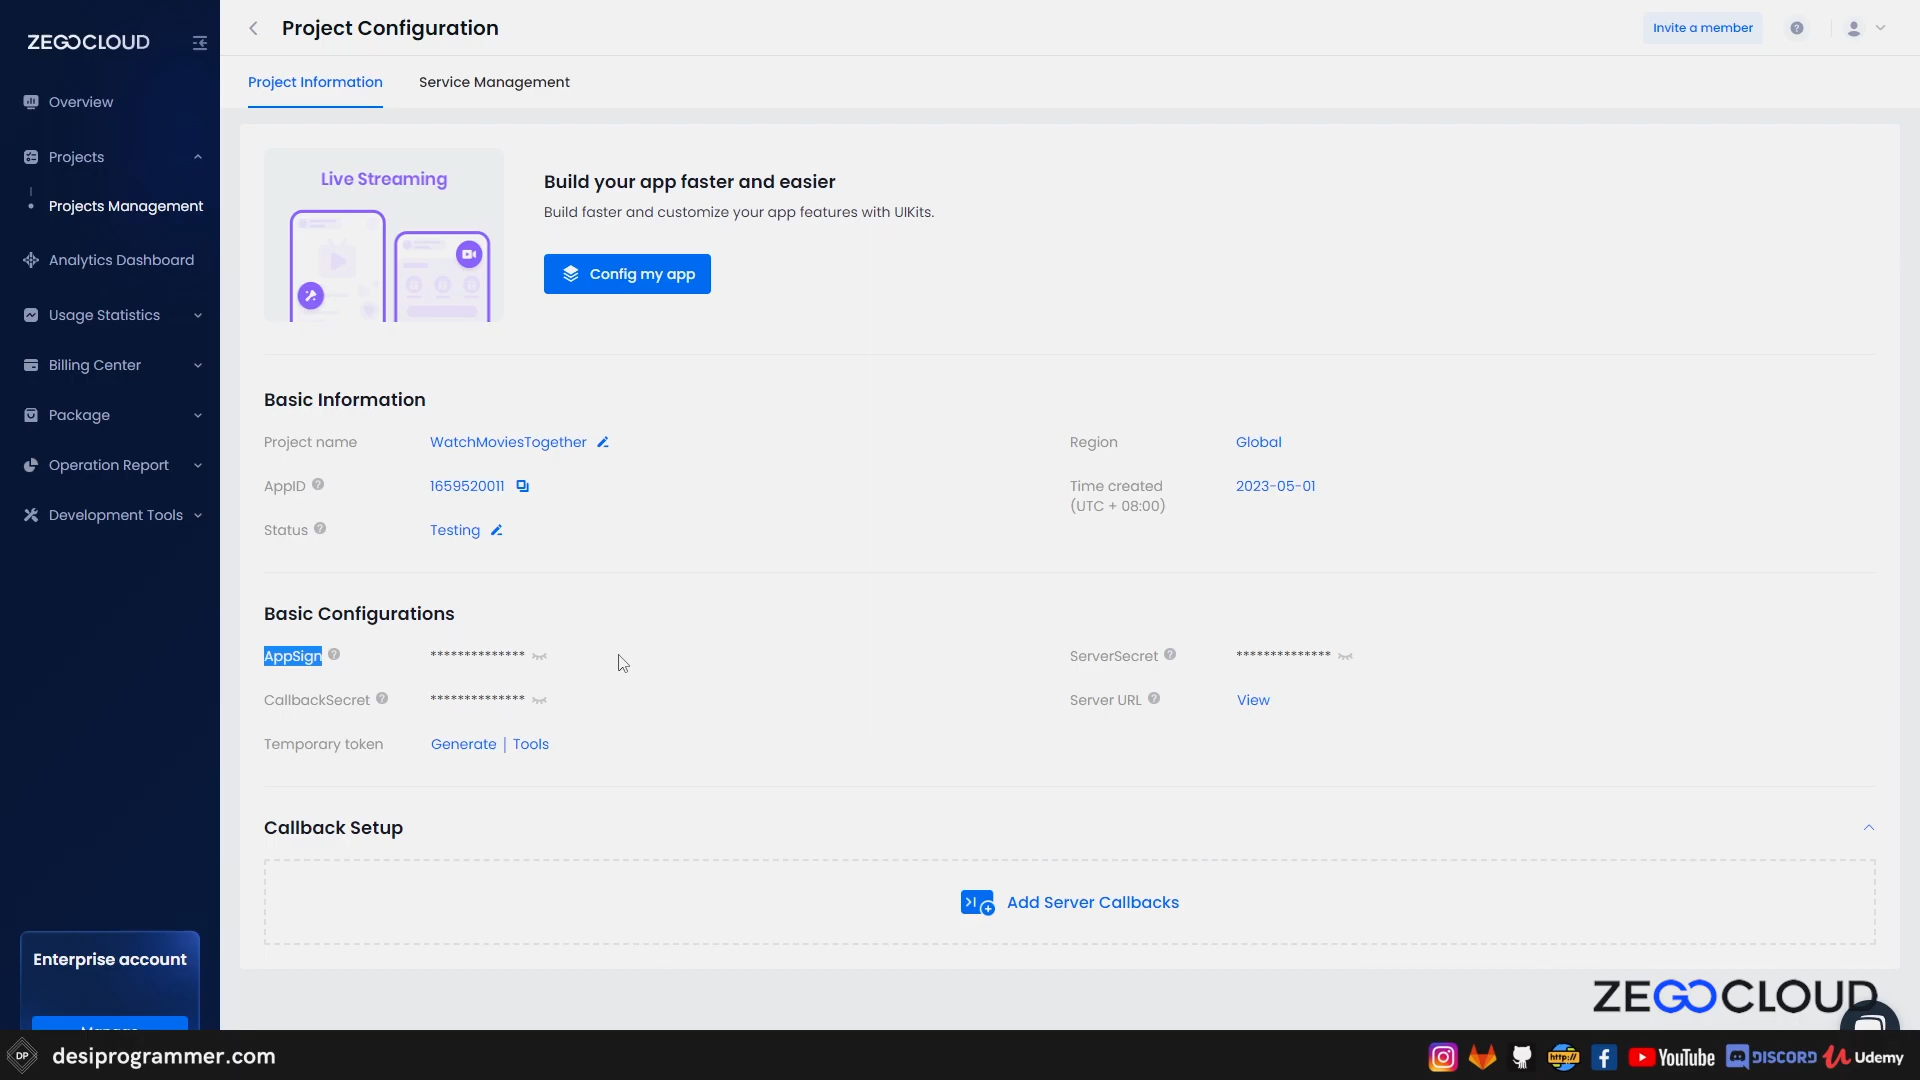 ZEGOCLOUD
Project Configuration
Invite a member
Overview
Projects
Projects Management
Analytics Dashboard
Usage Statistics
Billing Center
Package
Operation Report
Development Tools
Enterprise account
Manage
Project Information
Service Management
Live Streaming
Build your app faster and easier
Build faster and customize your app features with UIKits.
Config my app
Basic Information
Project name
WatchMoviesTogether
Region
Global
AppID
1659520011
Time created
(UTC + 08:00)
2023-05-01
Status
Testing
Basic Configurations
AppSign
**************
ServerSecret
**************
CallbackSecret
**************
Server URL
View
Temporary token
Generate | Tools
Callback Setup
Add Server Callbacks
ZEGOCLOUD
DP
desiprogrammer.com
http://
YouTube
DISCORD
Udemy